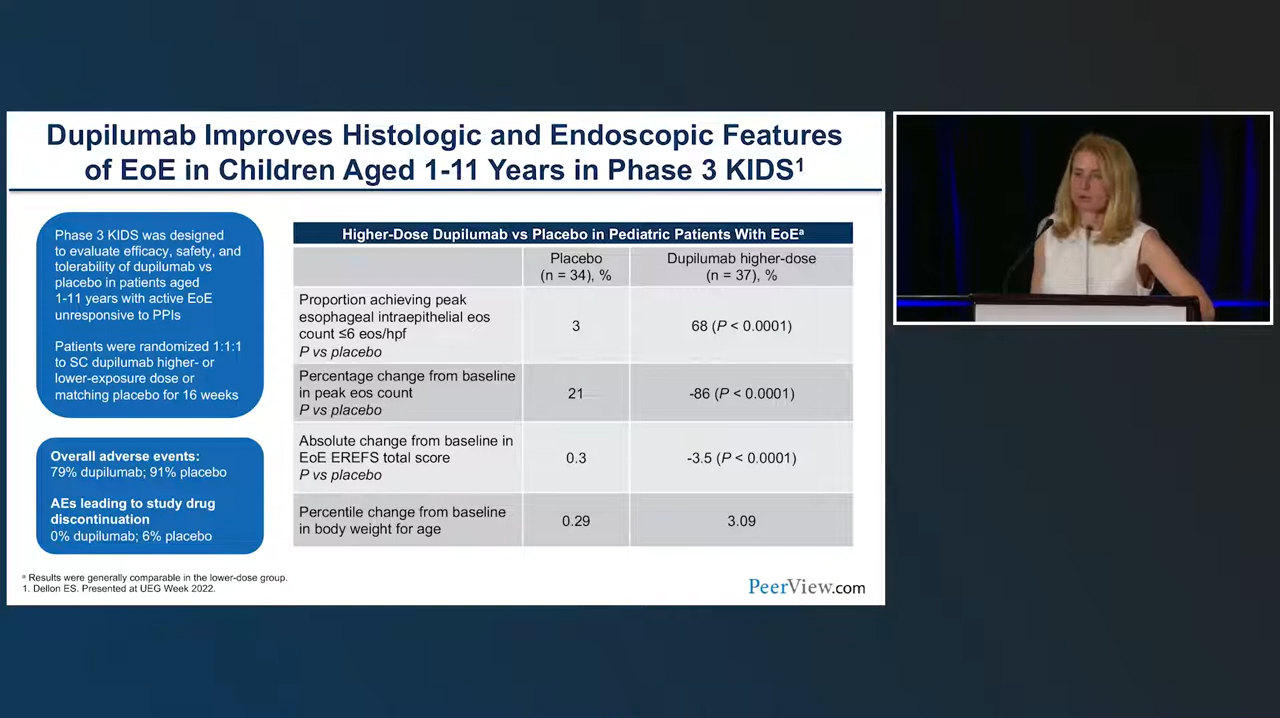 Dupilumab Improves Histologic and Endoscopic Features
of EoE in Children Aged 1-11 Years in Phase 3 KIDS¹
Phase 3 KIDS was designed
to evaluate efficacy, safety, and
tolerability of dupilumab vs
placebo in patients aged
1-11 years with active EoE
unresponsive to PPIs
Patients were randomized 1:1:1
to SC dupilumab higher- or
lower-exposure dose or
matching placebo for 16 weeks
Overall adverse events:
79% dupilumab; 91% placebo
AEs leading to study drug
discontinuation
0% dupilumab; 6% placebo
Higher-Dose Dupilumab vs Placebo in Pediatric Patients With EoEᵃ
Placebo
(n = 34), %
Dupilumab higher-dose
(n = 37), %
Proportion achieving peak
esophageal intraepithelial eos
count ≤6 eos/hpf
P vs placebo
3
68 (P < 0.0001)
Percentage change from baseline
in peak eos count
P vs placebo
21
-86 (P < 0.0001)
Absolute change from baseline in
EoE EREFS total score
P vs placebo
0.3
-3.5 (P < 0.0001)
Percentile change from baseline
in body weight for age
0.29
3.09
ᵃ Results were generally comparable in the lower-dose group.
1. Dellon ES. Presented at UEG Week 2022.
PeerView.com